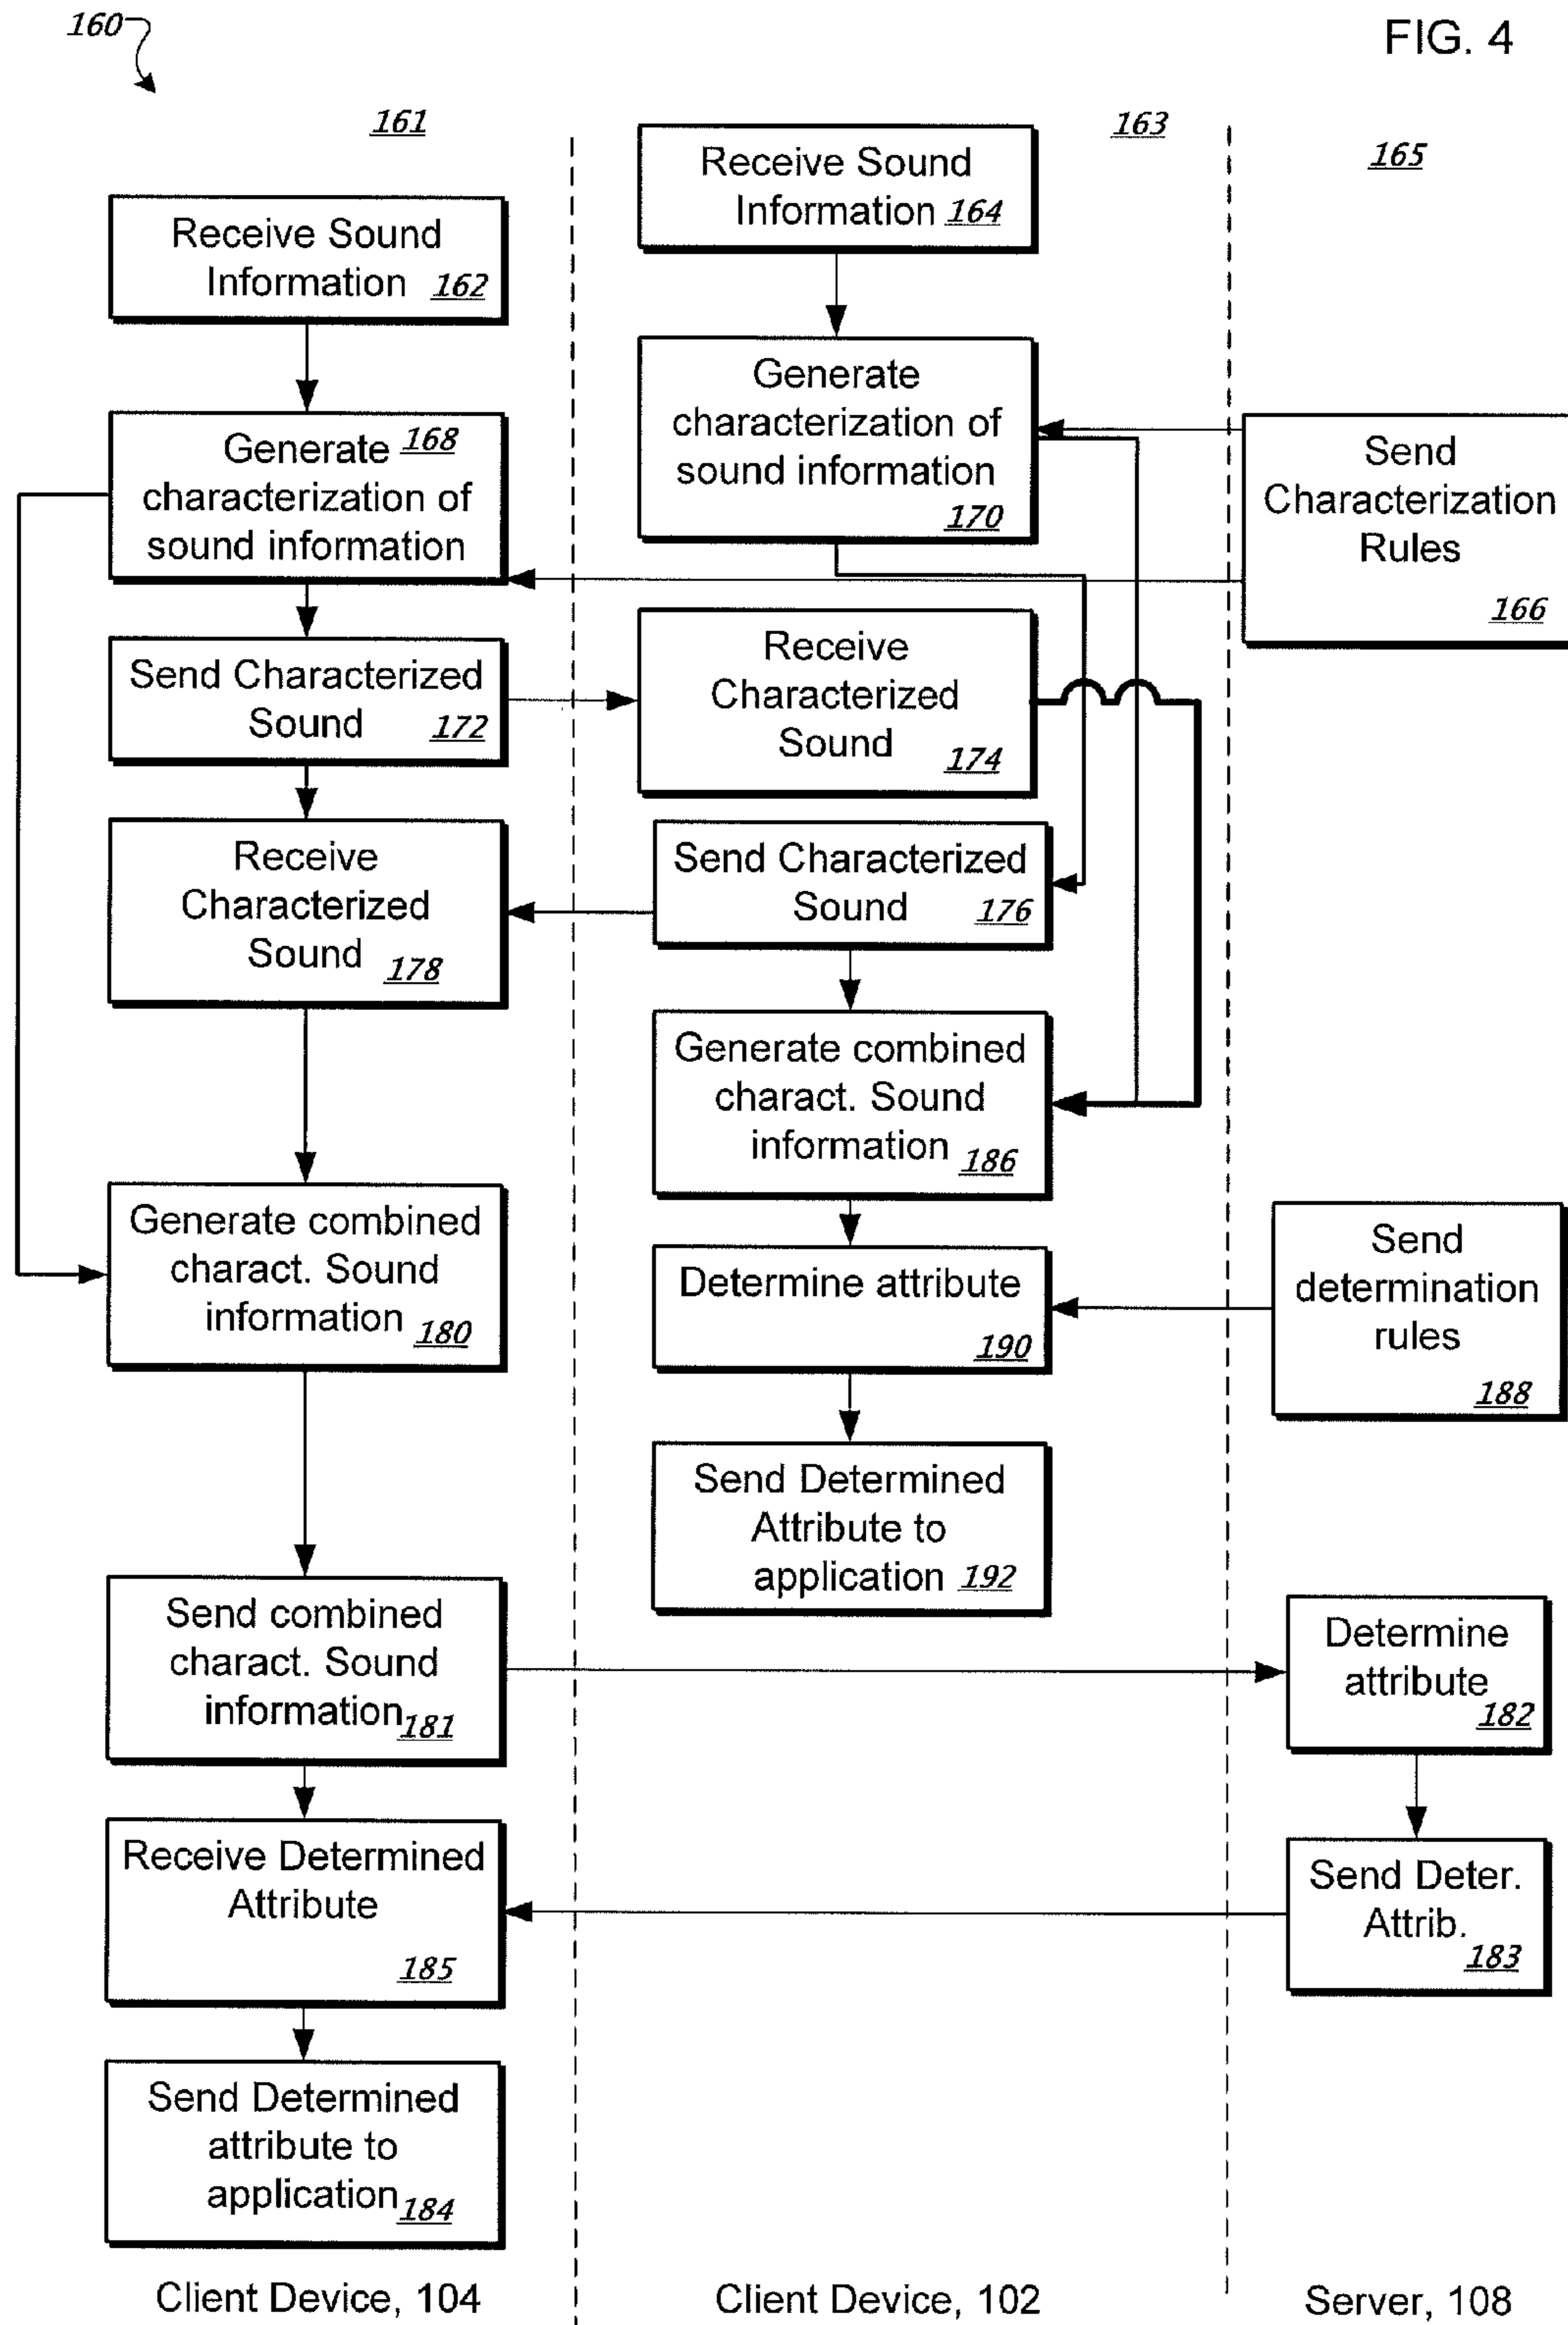 160
FIG. 4
161
163
165
Receive Sound
Information 162
Receive Sound
Information 164
Generate 168
characterization of
sound information
Generate
characterization of
sound information
170
Send
Characterization
Rules
166
Send Characterized
Sound 172
Receive
Characterized
Sound 174
Receive
Characterized
Sound 178
Send Characterized
Sound 176
Generate combined
charact. Sound
information 186
Generate combined
charact. Sound
information 180
Determine attribute
190
Send
determination
rules
188
Send Determined
Attribute to
application 192
Send combined
charact. Sound
information 181
Determine
attribute
182
Receive Determined
Attribute
185
Send Deter.
Attrib.
183
Send Determined
attribute to
application 184
Client Device, 104
Client Device, 102
Server, 108